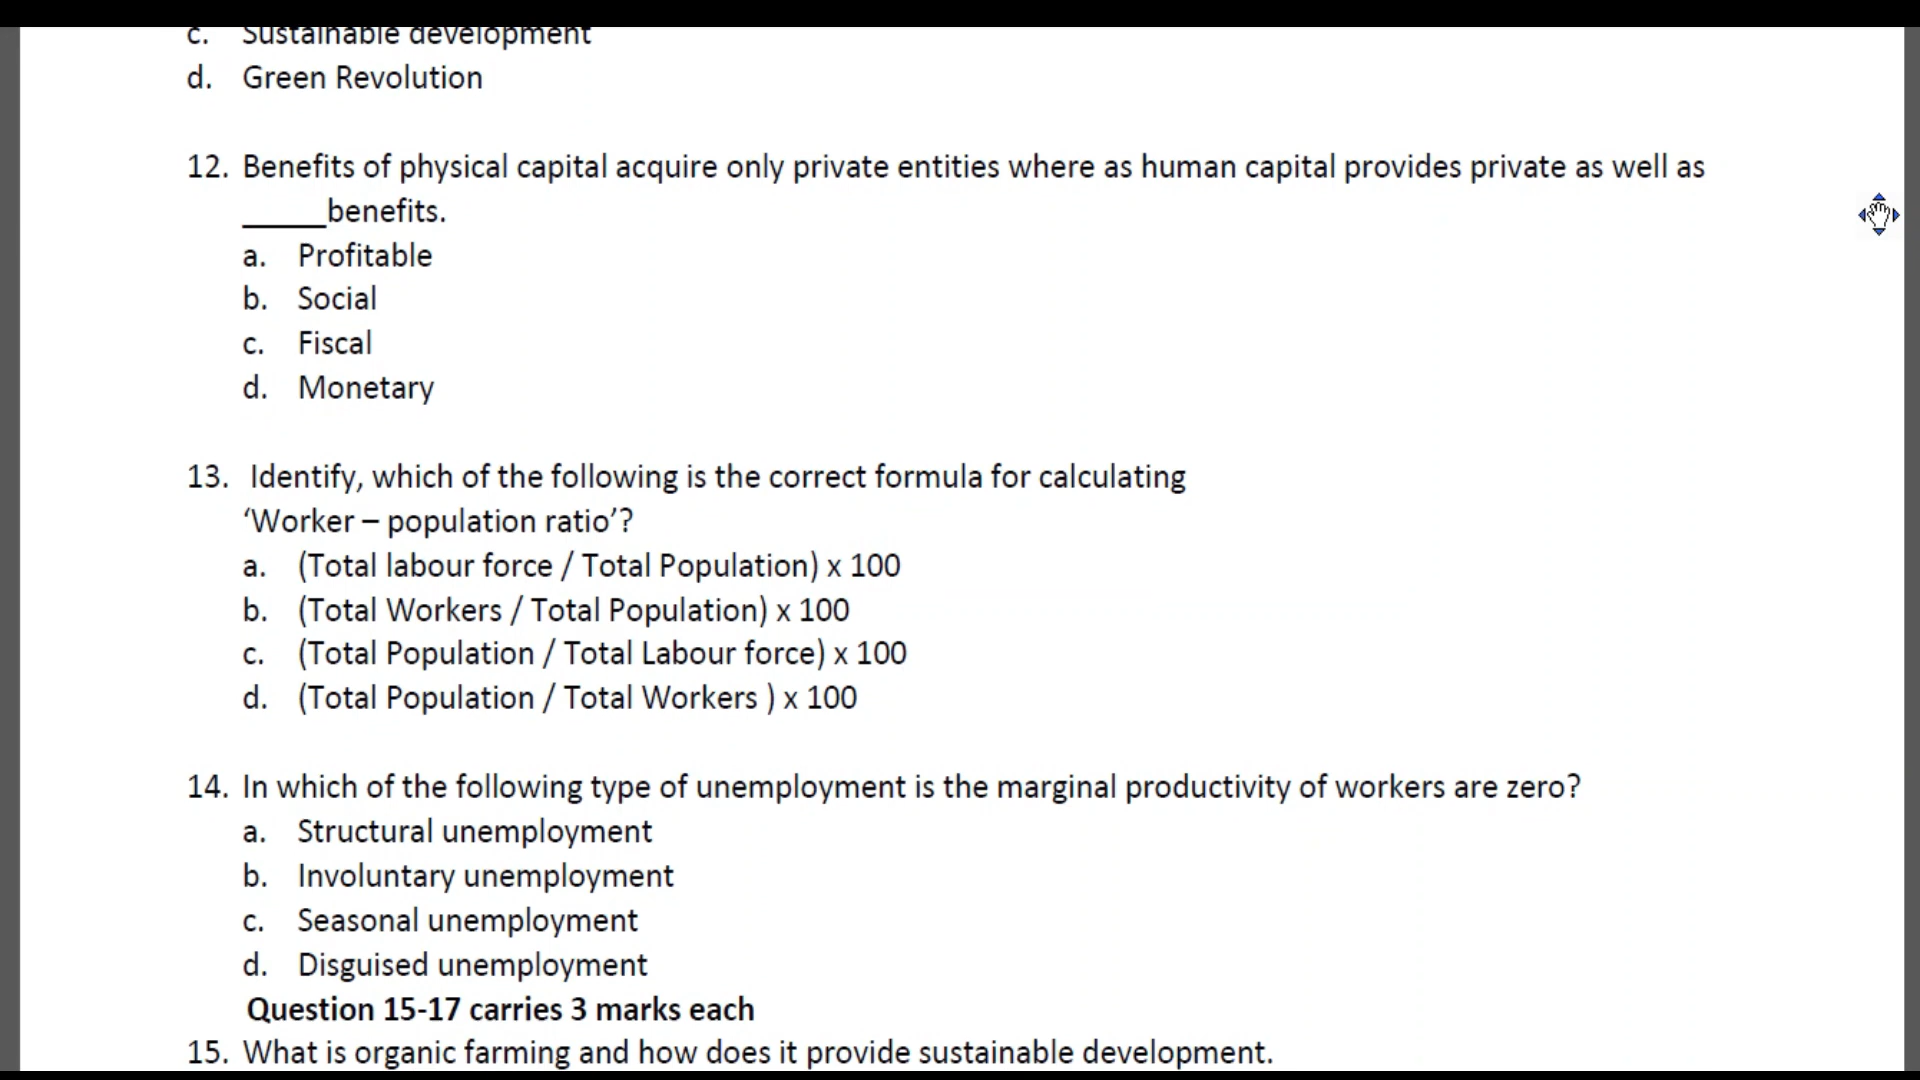 c. Sustainable development
d. Green Revolution
12. Benefits of physical capital acquire only private entities where as human capital provides private as well as
_____benefits.
a. Profitable
b. Social
c. Fiscal
d. Monetary
13. Identify, which of the following is the correct formula for calculating
‘Worker – population ratio’?
a. (Total labour force / Total Population) x 100
b. (Total Workers / Total Population) x 100
c. (Total Population / Total Labour force) x 100
d. (Total Population / Total Workers ) x 100
14. In which of the following type of unemployment is the marginal productivity of workers are zero?
a. Structural unemployment
b. Involuntary unemployment
c. Seasonal unemployment
d. Disguised unemployment
Question 15-17 carries 3 marks each
15. What is organic farming and how does it provide sustainable development.